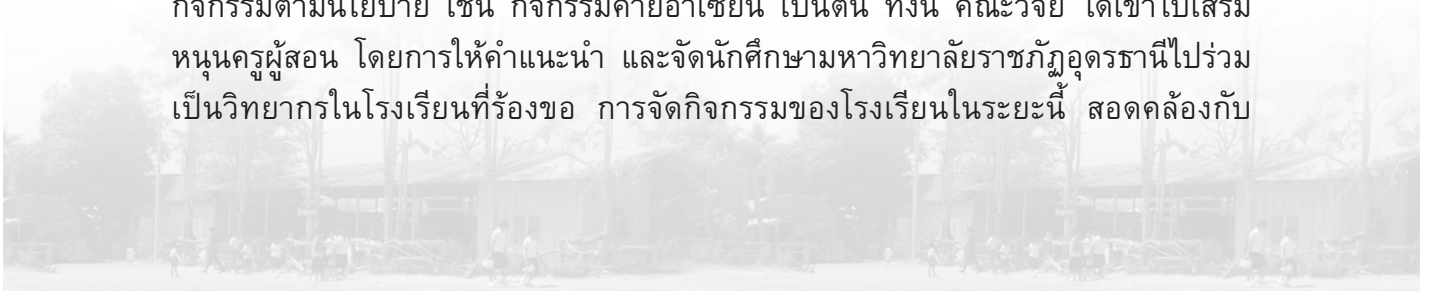 กิจกรรมตามนโยบาย เช่น กิจกรรมค่ายอาเซียน เป็นต้น ทั้งนี้ คณะวิจัย ได้เข้าไปเสริม
หนุนครูผู้สอน โดยการให้คำแนะนำ และจัดนักศึกษามหาวิทยาลัยราชภัฏอุดรธานีไปร่วม
เป็นวิทยากรในโรงเรียนที่ร้องขอ การจัดกิจกรรมของโรงเรียนในระยะนี้ สอดคล้องกับ